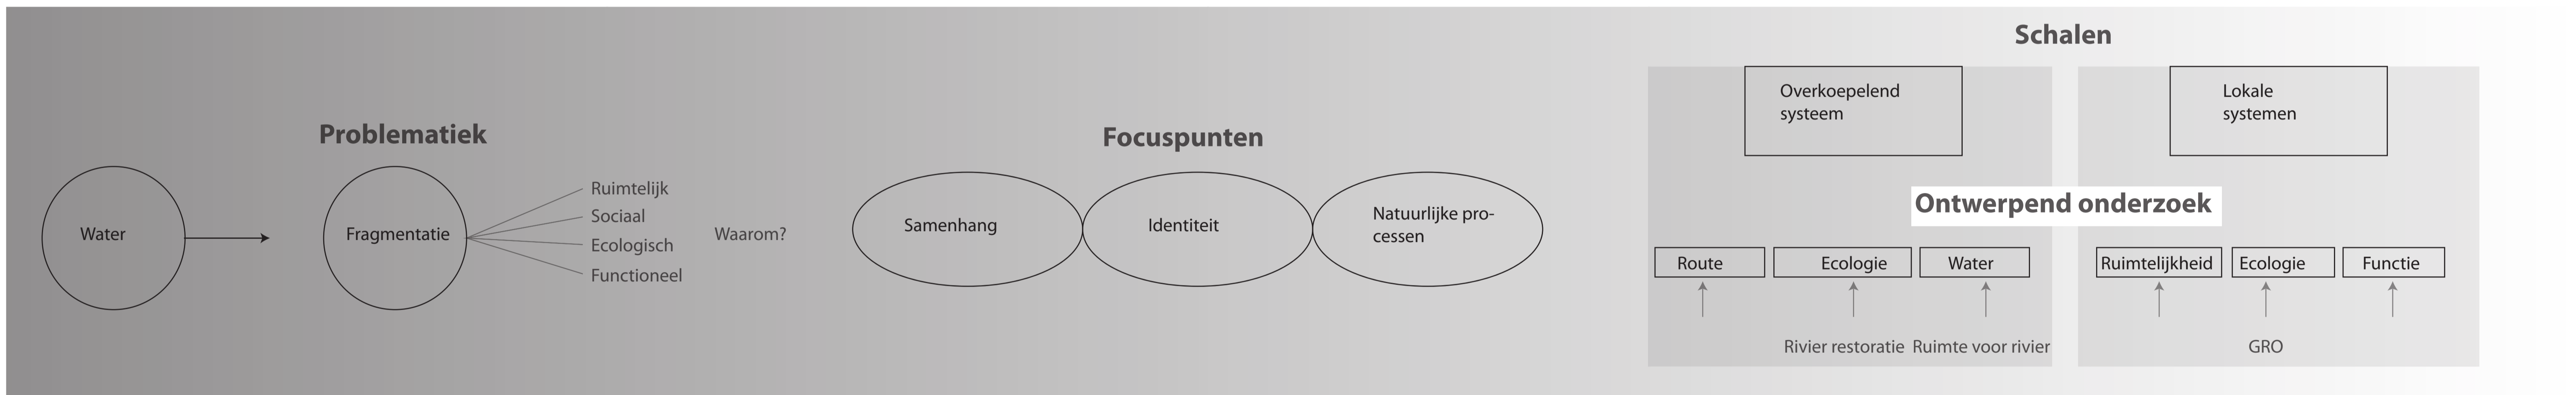 Water
Problematiek
Fragmentatie
Ruimtelijk
Sociaal
Ecologisch
Functioneel
Waarom?
Focuspunten
Samenhang
Identiteit
Natuurlijke pro-
cessen
Schalen
Overkoepelend
systeem
Lokale
systemen
Ontwerpend onderzoek
Route
Ecologie
Water
Ruimtelijkheid
Ecologie
Functie
Rivier restoratie
Ruimte voor rivier
GRO